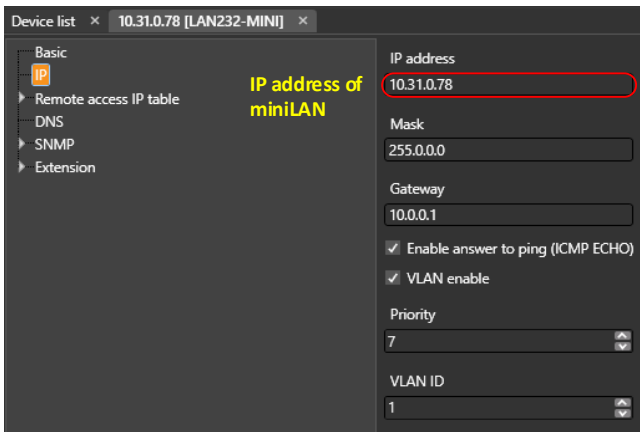 Device list × 10.31.0.78 [LAN232-MINI] ×
Basic
IP
Remote access IP table
DNS
SNMP
Extension
IP address of
miniLAN
IP address
10.31.0.78
Mask
255.0.0.0
Gateway
10.0.0.1
Enable answer to ping (ICMP ECHO)
VLAN enable
Priority
7
VLAN ID
1